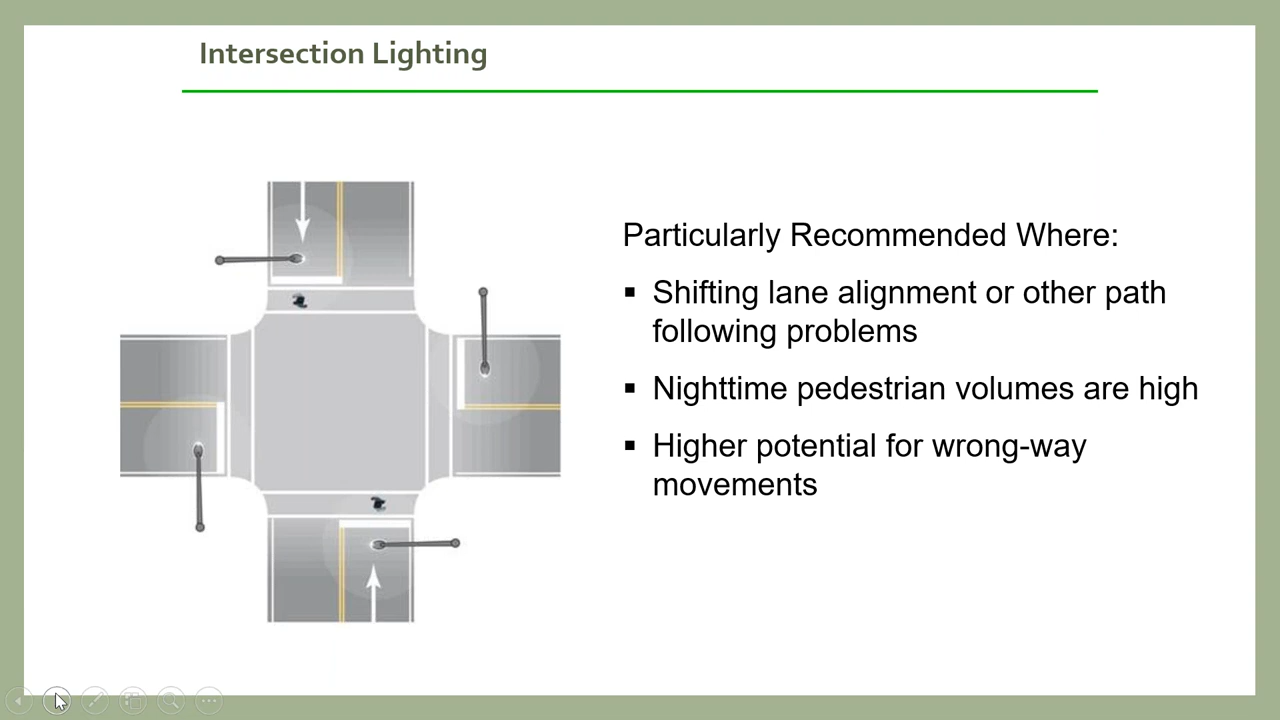 Intersection Lighting
Particularly Recommended Where:
▪ Shifting lane alignment or other path
following problems
▪ Nighttime pedestrian volumes are high
▪ Higher potential for wrong-way
movements